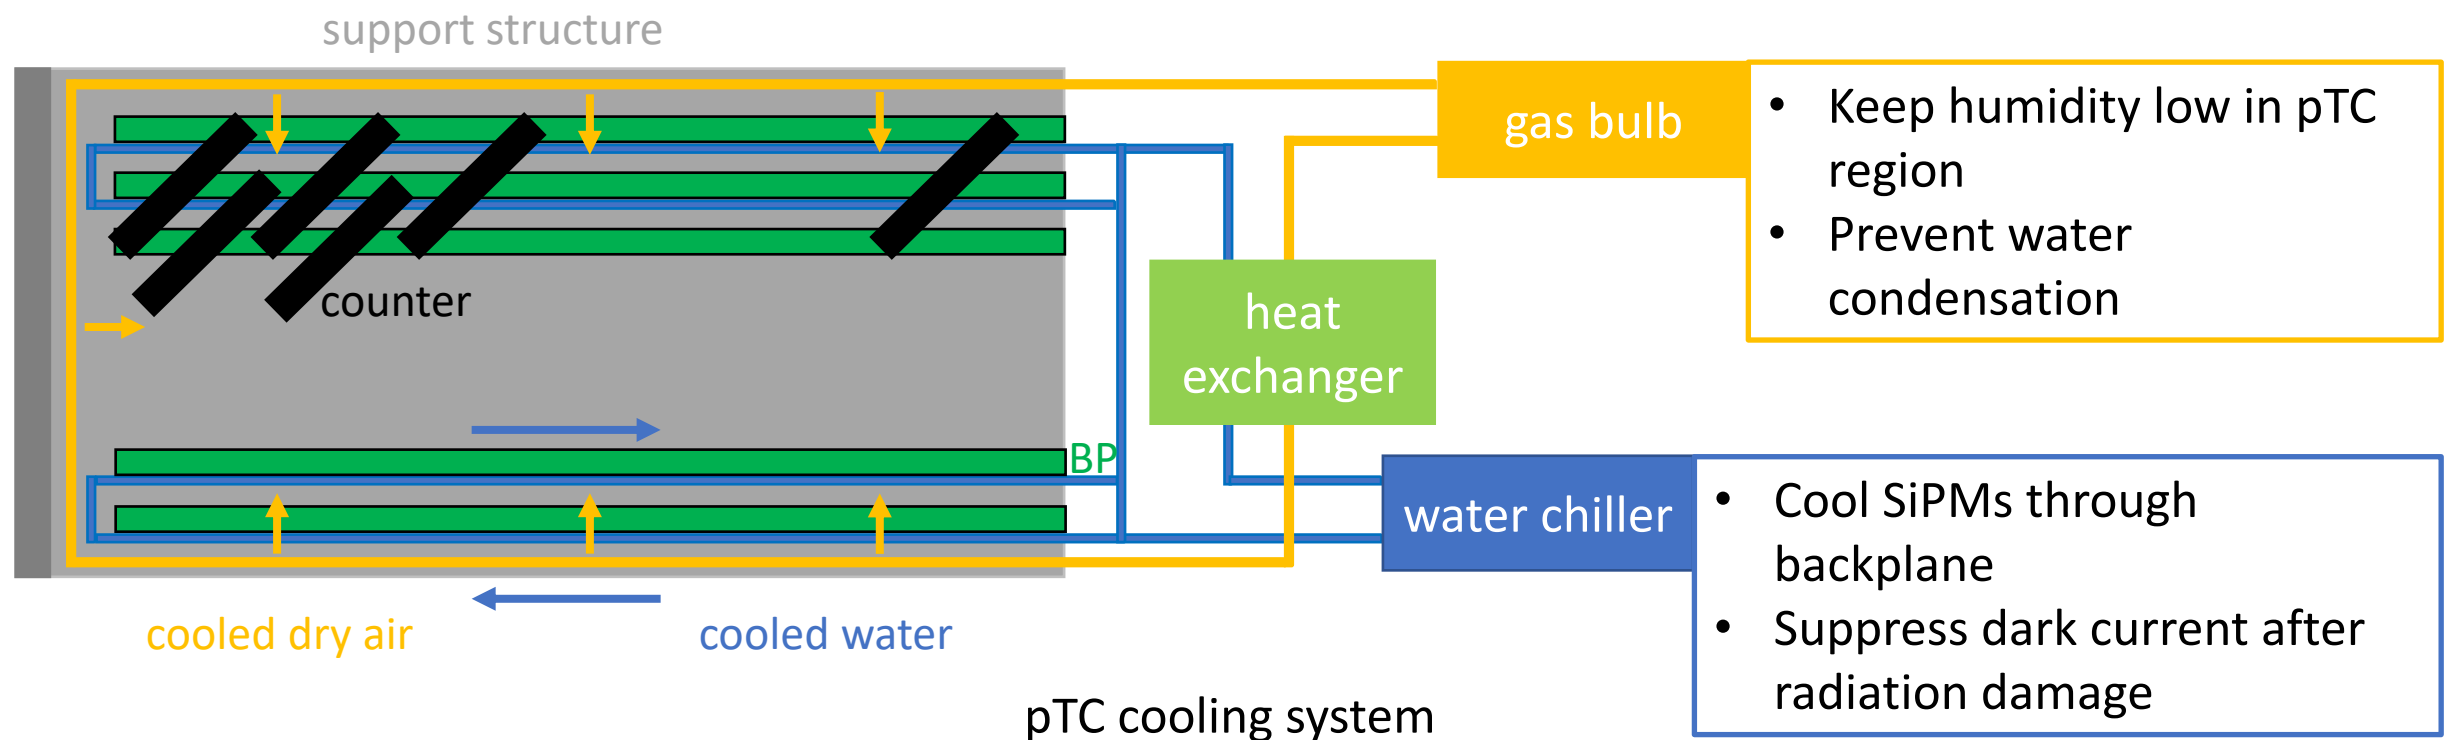 support structure
gas bulb
• Keep humidity low in pTC
region
• Prevent water
condensation
counter
heat
exchanger
BP
water chiller
• Cool SiPMs through
backplane
• Suppress dark current after
radiation damage
cooled dry air
cooled water
pTC cooling system